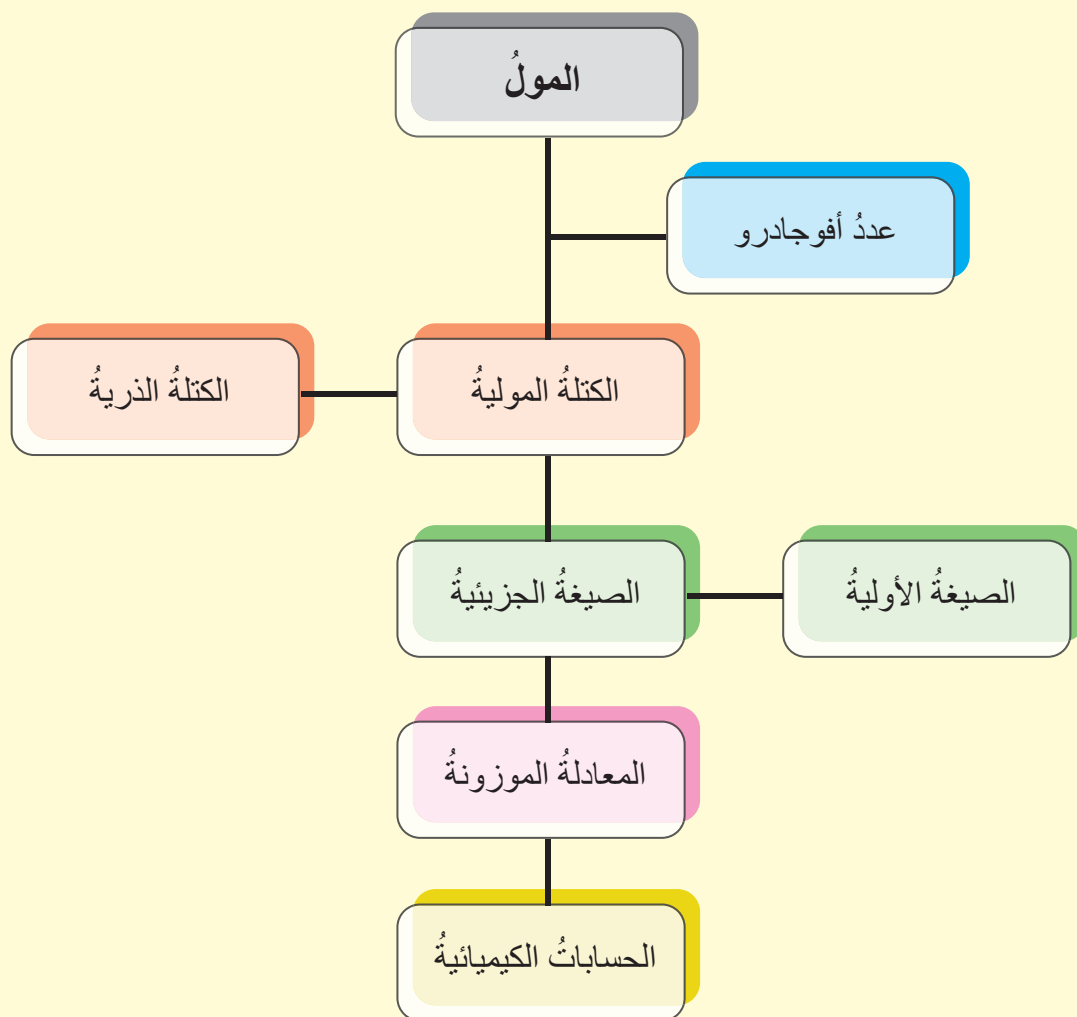 المولُ
عددُ أفوجادرو
الكتلةُ الموليةُ
الكتلةُ الذريةُ
الصيغةُ الأوليةُ
الصيغةُ الجزيئيةُ
المعادلةُ الموزونةُ
الحساباتُ الكيميائيةُ